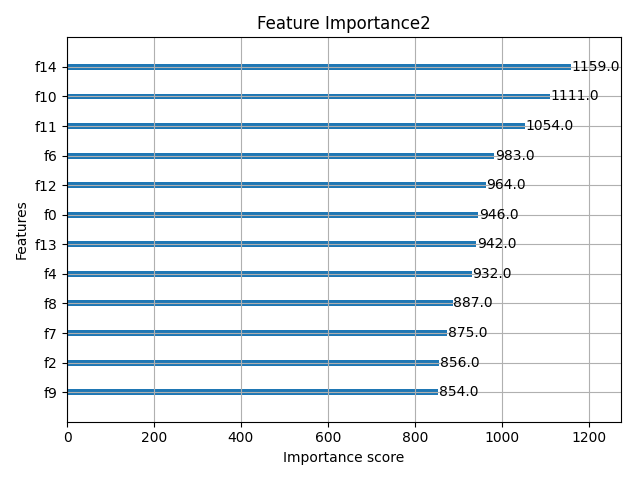 Feature Importance2
f14 1159.0
f10 1111.0
f11 1054.0
f6 983.0
f12 964.0
f0 946.0
f13 942.0
f4 932.0
f8 887.0
f7 875.0
f2 856.0
f9 854.0
Features
0 200 400 600 800 1000 1200
Importance score